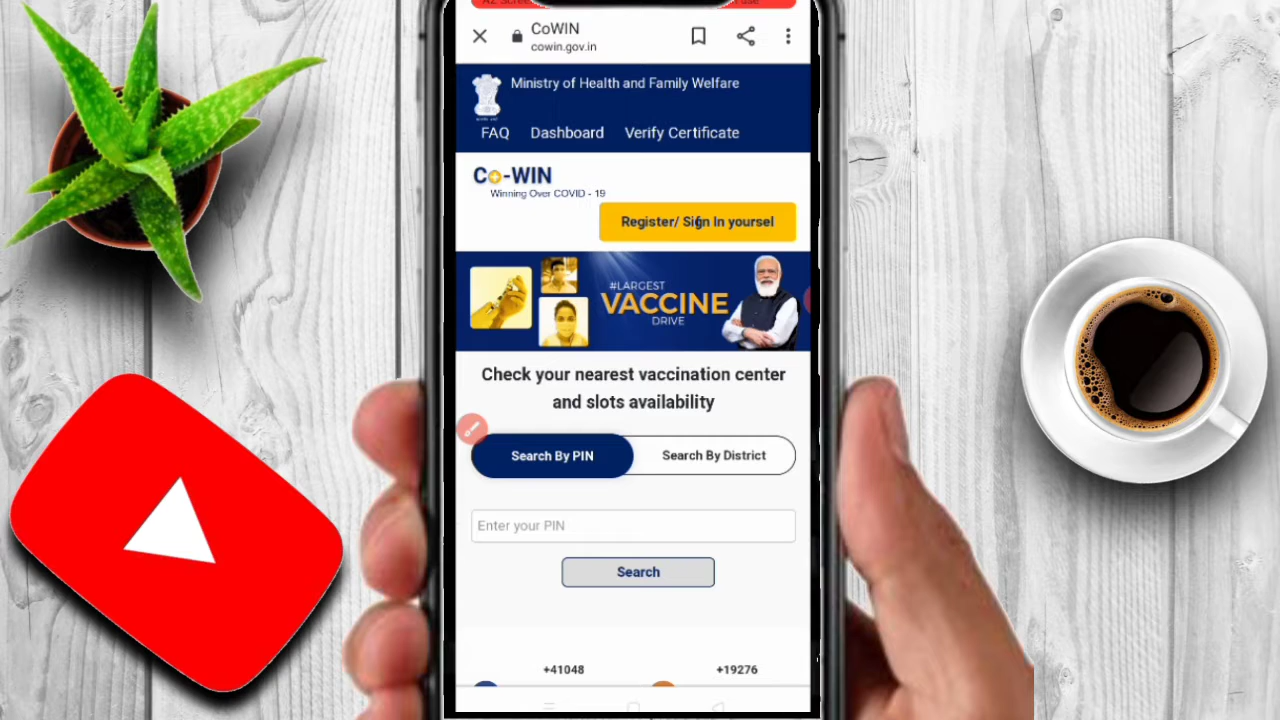 CoWIN
cowin.gov.in
Ministry of Health and Family Welfare
FAQ Dashboard Verify Certificate
Co-WIN
Winning Over COVID - 19
Register/ Sign In yoursel
#LARGEST
VACCINE
DRIVE
Check your nearest vaccination center
and slots availability
Search By PIN Search By District
Enter your PIN
Search
+41048 +19276